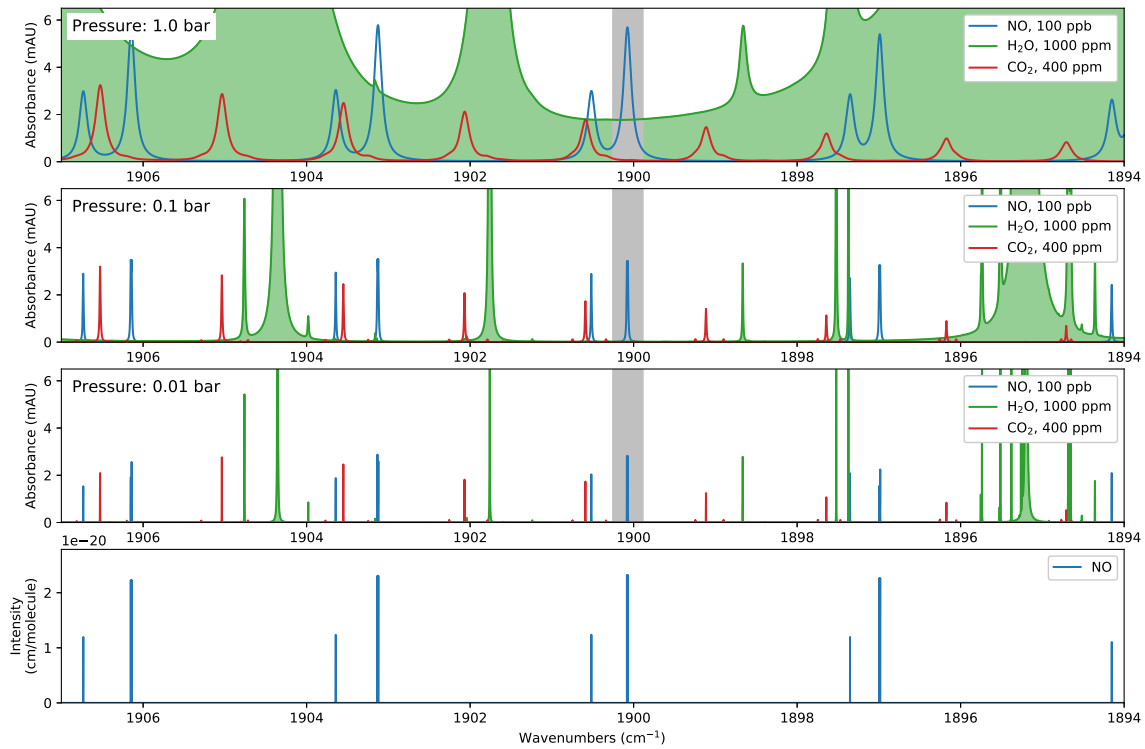 Pressure: 1.0 bar
NO, 100 ppb
H₂O, 1000 ppm
CO₂, 400 ppm
Absorbance (mAU)
6
4
2
0
1906 1904 1902 1900 1898 1896 1894
Pressure: 0.1 bar
NO, 100 ppb
H₂O, 1000 ppm
CO₂, 400 ppm
Absorbance (mAU)
6
4
2
0
1906 1904 1902 1900 1898 1896 1894
Pressure: 0.01 bar
NO, 100 ppb
H₂O, 1000 ppm
CO₂, 400 ppm
Absorbance (mAU)
6
4
2
0
1906 1904 1902 1900 1898 1896 1894
1e−20
NO
Intensity
(cm/molecule)
2
1
0
1906 1904 1902 1900 1898 1896 1894
Wavenumbers (cm⁻¹)